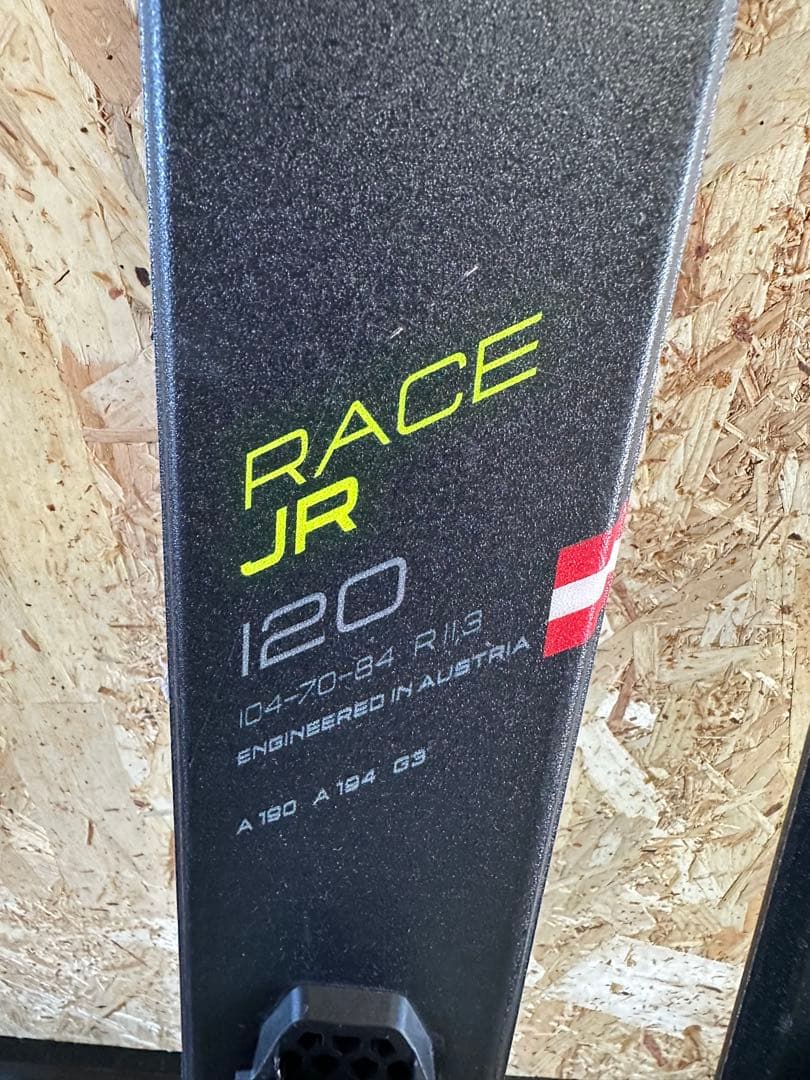 RACE
JR
120
104-70-84 R 11,3
ENGINEERED IN AUSTRIA
A 190 A 194 G3